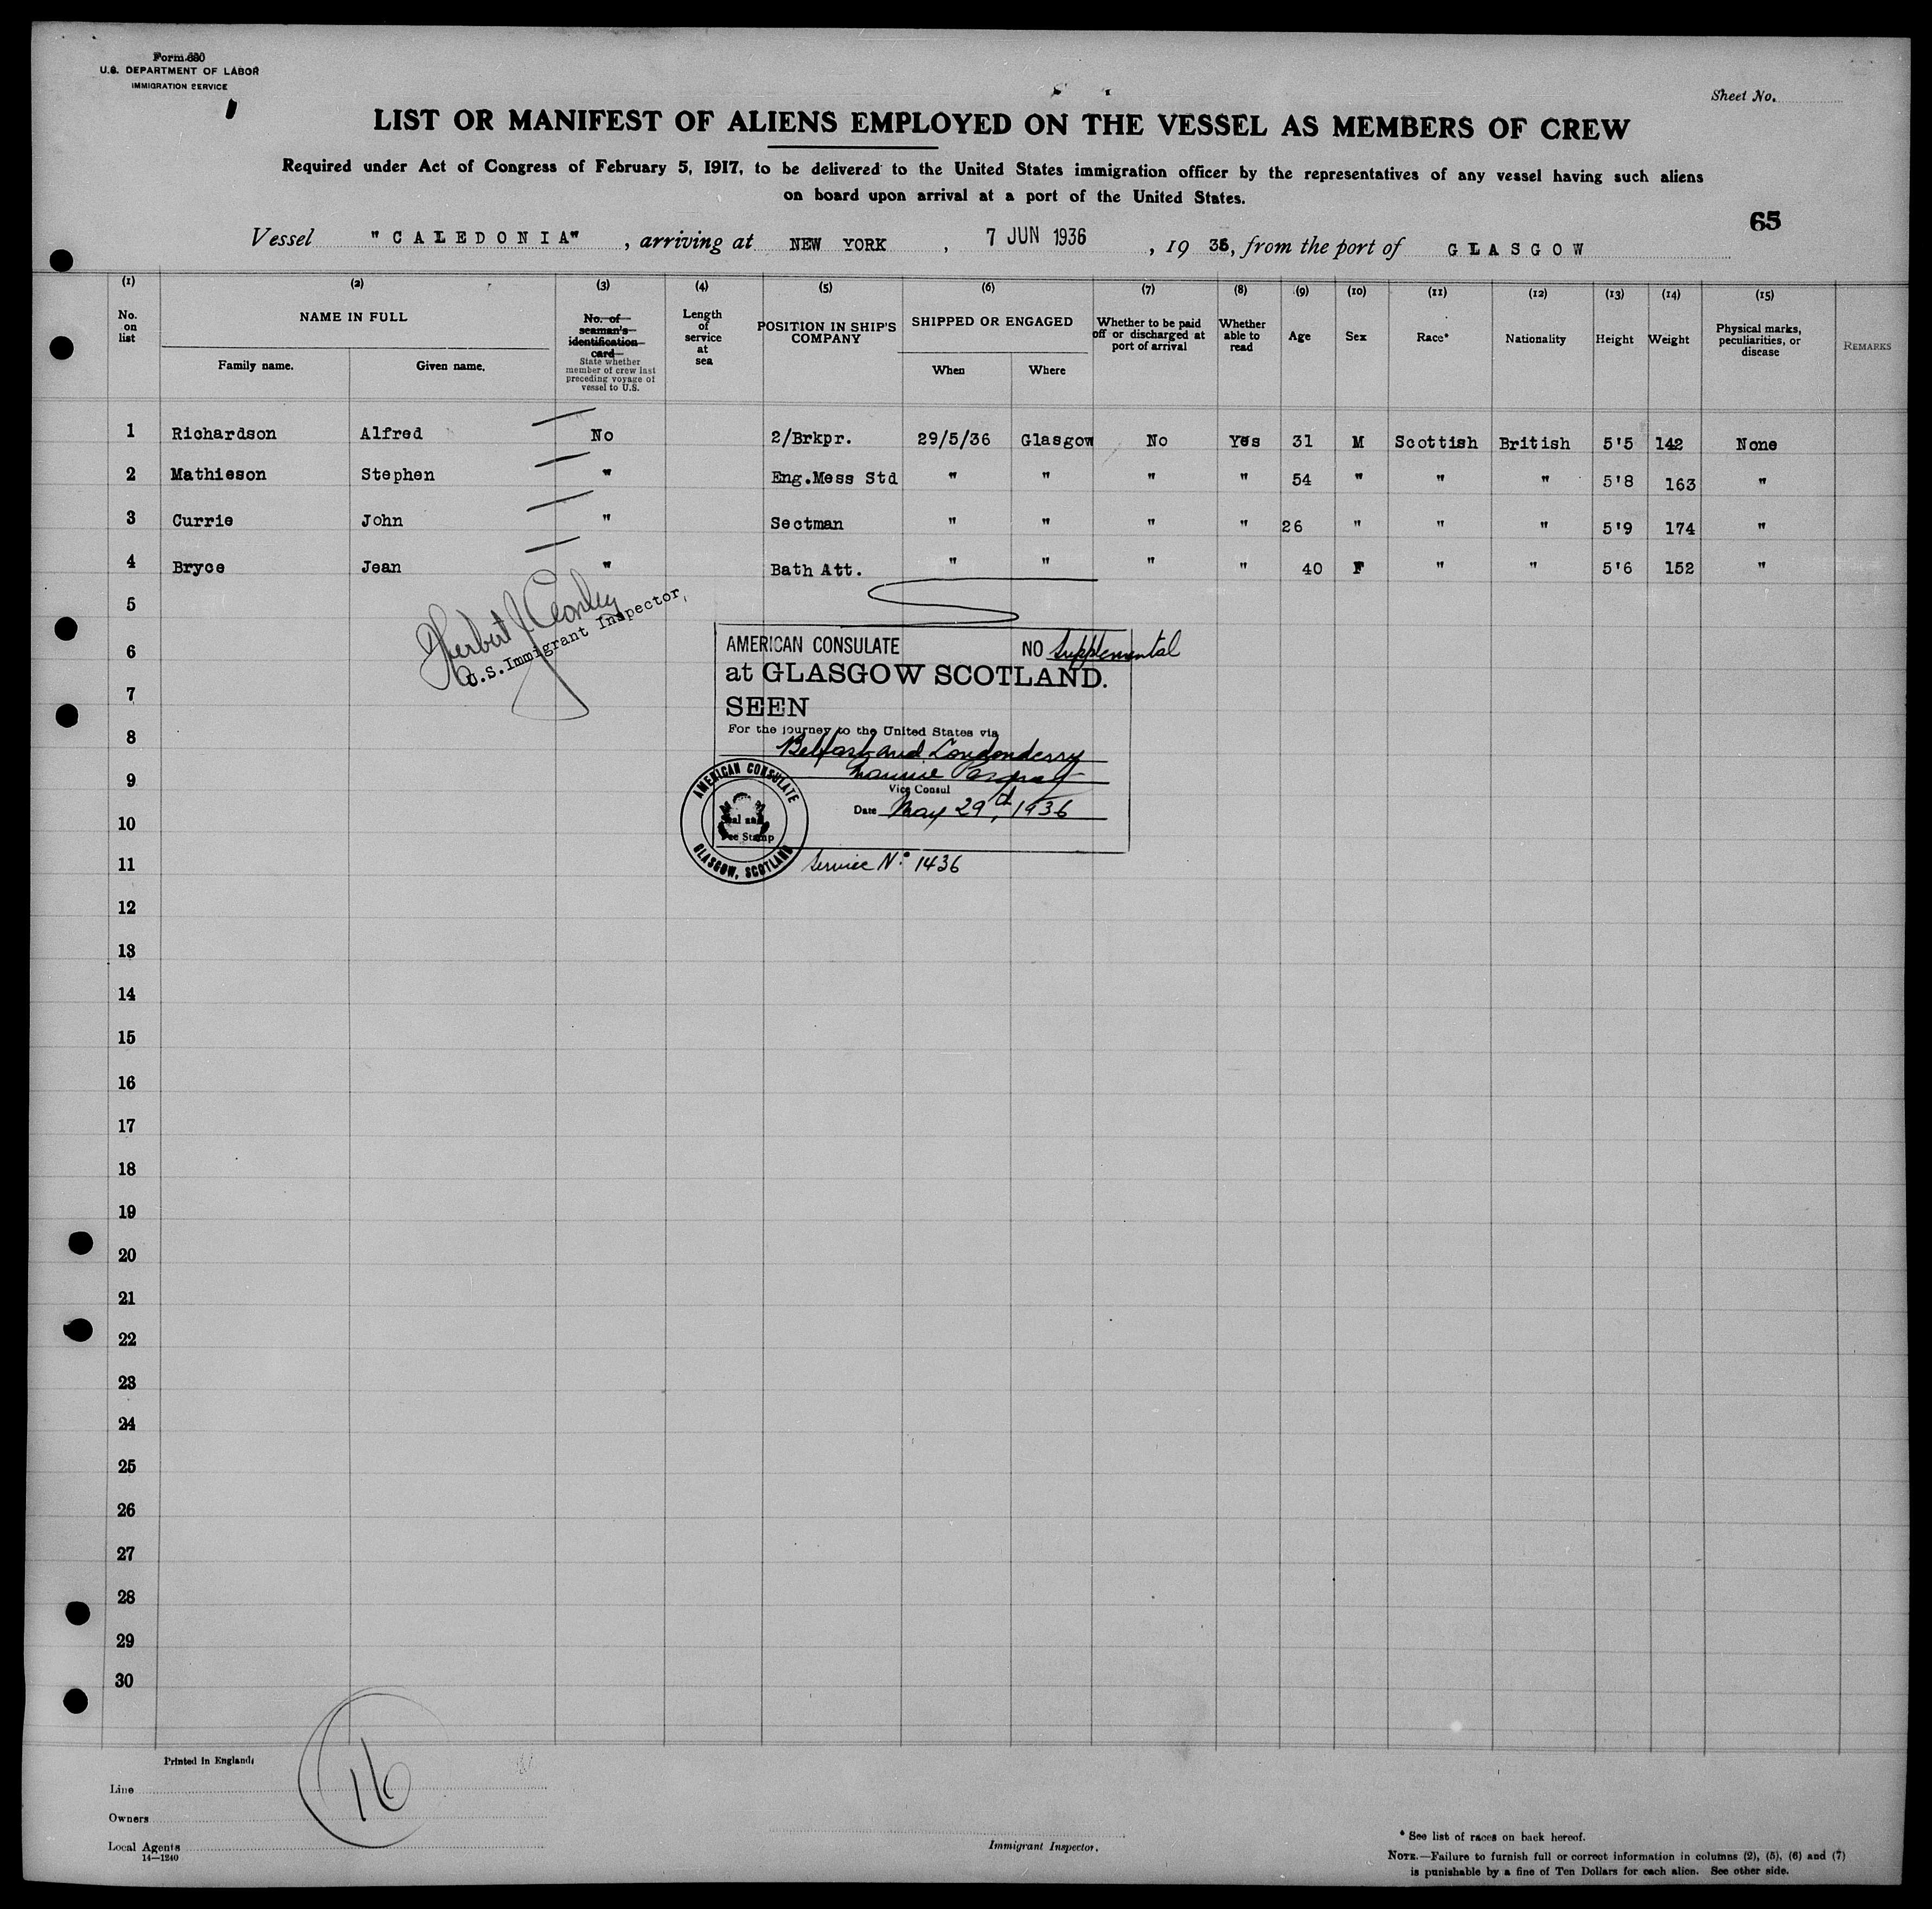 Form 680
U.S. DEPARTMENT OF LABOR
IMMIGRATION SERVICE
Sheet No.
LIST OR MANIFEST OF ALIENS EMPLOYED ON THE VESSEL AS MEMBERS OF CREW
Required under Act of Congress of February 5, 1917, to be delivered to the United States immigration officer by the representatives of any vessel having such aliens
on board upon arrival at a port of the United States.
65
Vessel "CALEDONIA", arriving at NEW YORK, 7 JUN 1936, 19 36, from the port of GLASGOW
(1) (2) (3) (4) (5) (6) (7) (8) (9) (10) (11) (12) (13) (14) (15)
No. on list
NAME IN FULL
Family name. Given name.
No. of seaman's identification card
State whether member of crew last preceding voyage of vessel to U.S.
Length of service at sea
POSITION IN SHIP'S COMPANY
SHIPPED OR ENGAGED
When Where
Whether to be paid off or discharged at port of arrival
Whether able to read
Age
Sex
Race*
Nationality
Height
Weight
Physical marks, peculiarities, or disease
REMARKS
1 Richardson Alfred No 2/Brkpr. 29/5/36 Glasgow No Yes 31 M Scottish British 5'5 142 None
2 Mathieson Stephen " Eng.Mess Std " " " " 54 " " " 5'8 163 "
3 Currie John " Sectman " " " " 26 " " " 5'9 174 "
4 Bryce Jean " Bath Att. " " " " 40 F " " 5'6 152 "
5
Herbert J
U.S.Immigrant Inspector,
6
AMERICAN CONSULATE NO Supplemental
at GLASGOW SCOTLAND.
7
SEEN
For the journey to the United States via
8
Belfast and Londonderry
9
Vice Consul
Date May 29th, 1936
10
AMERICAN CONSULATE
GLASGOW, SCOTLAND
Fee Stamp
11
Service No. 1436
12
13
14
15
16
17
18
19
20
21
22
23
24
25
26
27
28
29
30
Printed in England.
16
Line
Owners
Local Agents
14—1240
Immigrant Inspector.
* See list of races on back hereof.
NOTE.—Failure to furnish full or correct information in columns (2), (5), (6) and (7)
is punishable by a fine of Ten Dollars for each alien. See other side.